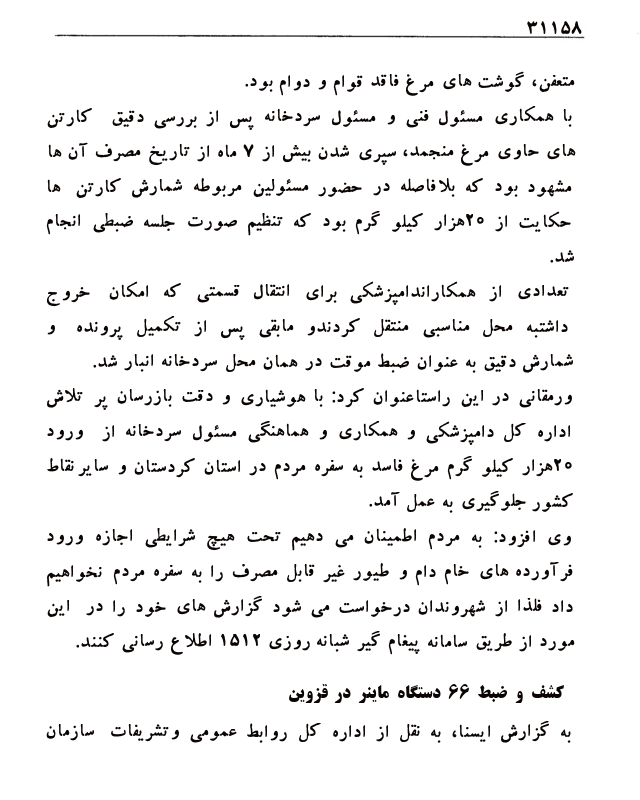 ۳۱۱۵۸
متعفن، گوشت های مرغ فاقد قوام و دوام بود.
با همکاری مسئول فنی و مسئول سردخانه پس از بررسی دقیق کارتن
های حاوی مرغ منجمد، سپری شدن بیش از ۷ ماه از تاریخ مصرف آن ها
مشهود بود که بلافاصله در حضور مسئولین مربوطه شمارش کارتن ها
حکایت از ۲۰هزار کیلو گرم بود که تنظیم صورت جلسه ضبطی انجام
شد.
تعدادی از همکاراندامپزشکی برای انتقال قسمتی که امکان خروج
داشتبه محل مناسبی منتقل کردندو مابقی پس از تکمیل پرونده و
شمارش دقیق به عنوان ضبط موقت در همان محل سردخانه انبار شد.
ورمقانی در این راستاعنوان کرد: با هوشیاری و دقت بازرسان پر تلاش
اداره کل دامپزشکی و همکاری و هماهنگی مسئول سردخانه از ورود
۲۰هزار کیلو گرم مرغ فاسد به سفره مردم در استان کردستان و سایر نقاط
کشور جلوگیری به عمل آمد.
وی افزود: به مردم اطمینان می دهیم تحت هیچ شرایطی اجازه ورود
فرآورده های خام دام و طیور غیر قابل مصرف را به سفره مردم نخواهیم
داد فلذا از شهروندان درخواست می شود گزارش های خود را در این
مورد از طریق سامانه پیغام گیر شبانه روزی ۱۵۱۲ اطلاع رسانی کنند.
کشف و ضبط ۶۶ دستگاه ماینر در قزوین
به گزارش ایسنا، به نقل از اداره کل روابط عمومی وتشریفات سازمان